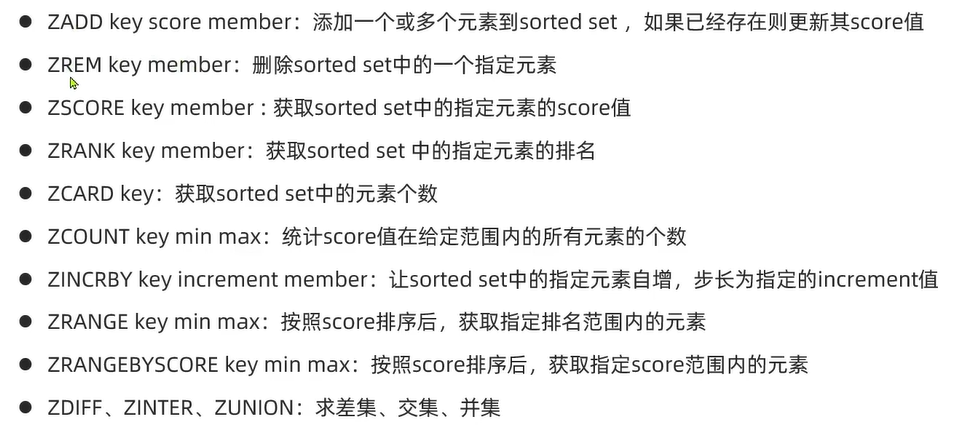 ● ZADD key score member：添加一个或多个元素到sorted set ，如果已经存在则更新其score值
● ZREM key member：删除sorted set中的一个指定元素
● ZSCORE key member : 获取sorted set中的指定元素的score值
● ZRANK key member：获取sorted set 中的指定元素的排名
● ZCARD key：获取sorted set中的元素个数
● ZCOUNT key min max：统计score值在给定范围内的所有元素的个数
● ZINCRBY key increment member：让sorted set中的指定元素自增，步长为指定的increment值
● ZRANGE key min max：按照score排序后，获取指定排名范围内的元素
● ZRANGEBYSCORE key min max：按照score排序后，获取指定score范围内的元素
● ZDIFF、ZINTER、ZUNION：求差集、交集、并集